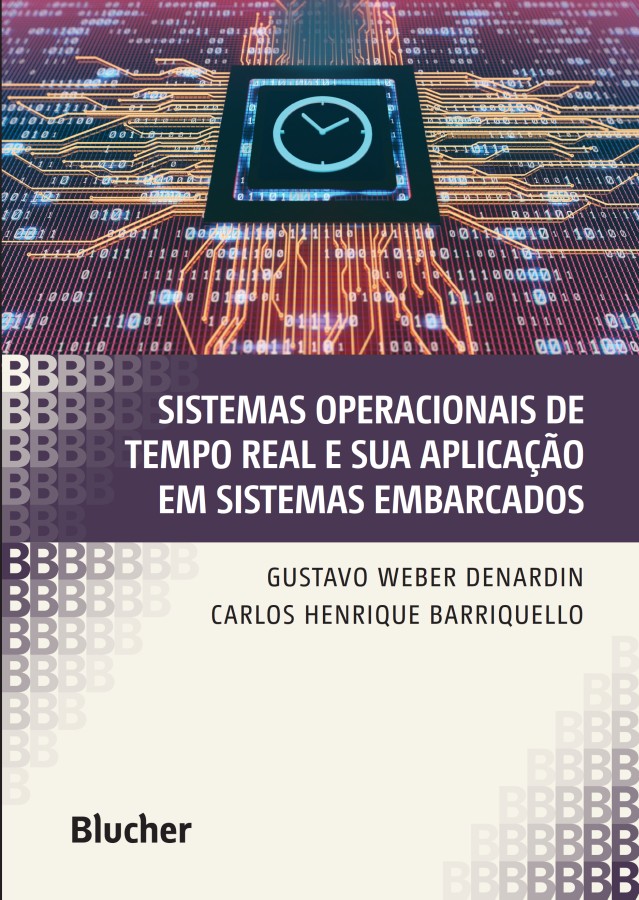 SISTEMAS OPERACIONAIS DE
TEMPO REAL E SUA APLICAÇÃO
EM SISTEMAS EMBARCADOS
GUSTAVO WEBER DENARDIN
CARLOS HENRIQUE BARRIQUELLO
Blucher